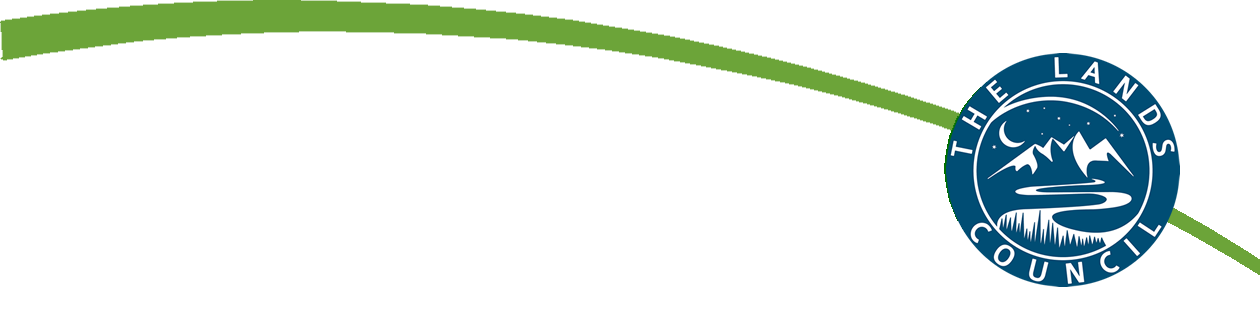 THE LANDS
COUNCIL